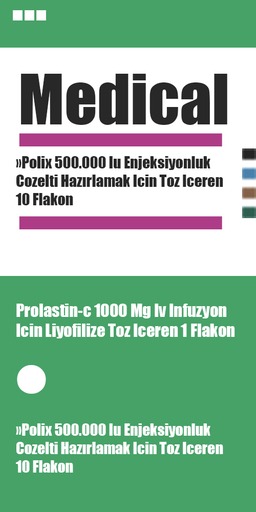 Medical
»Polix 500.000 Iu Enjeksiyonluk
Cozelti Hazırlamak Icin Toz Iceren
10 Flakon
Prolastin-c 1000 Mg Iv Infuzyon
Icin Liyofilize Toz Iceren 1 Flakon
»Polix 500.000 Iu Enjeksiyonluk
Cozelti Hazırlamak Icin Toz Iceren
10 Flakon